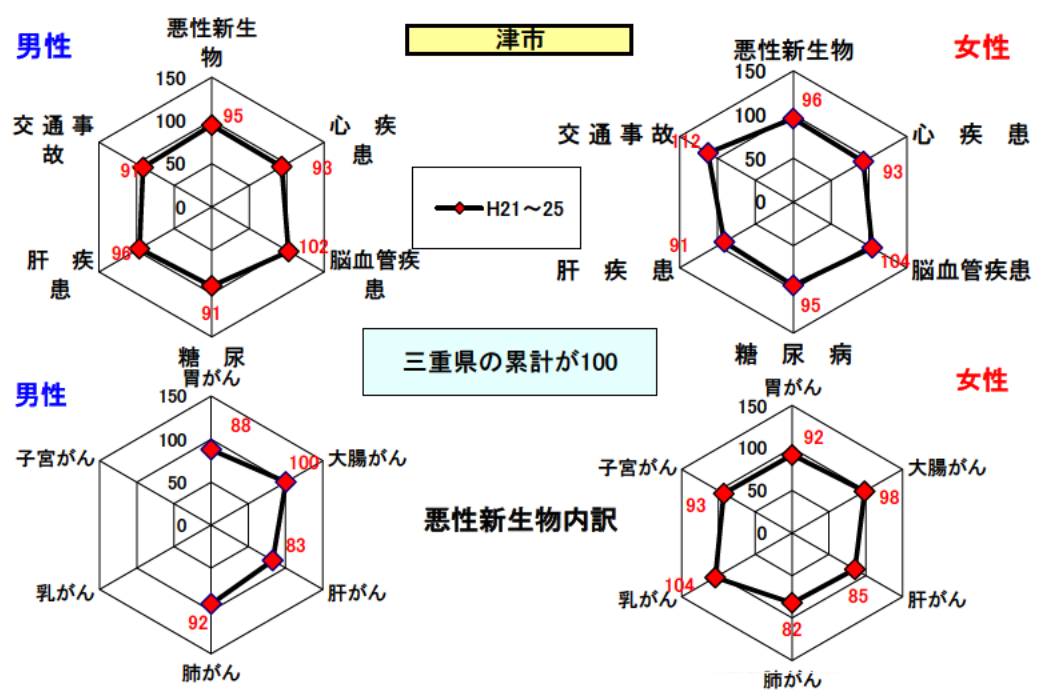 男性
津市
女性
悪性新生
物
150
100
50
0
95
心 疾
患
93
102
脳血管疾
患
91
糖 尿
96
肝 疾
患
91
交 通 事
故
H21～25
悪性新生物
150
100
50
0
96
心 疾 患
93
104
脳血管疾患
95
糖 尿 病
91
肝 疾 患
112
交 通 事 故
三重県の累計が100
男性
胃がん
150
100
50
0
88
大腸がん
100
83
肝がん
92
肺がん
乳がん
子宮がん
悪性新生物内訳
女性
胃がん
150
100
50
0
92
大腸がん
98
85
肝がん
82
肺がん
104
乳がん
93
子宮がん